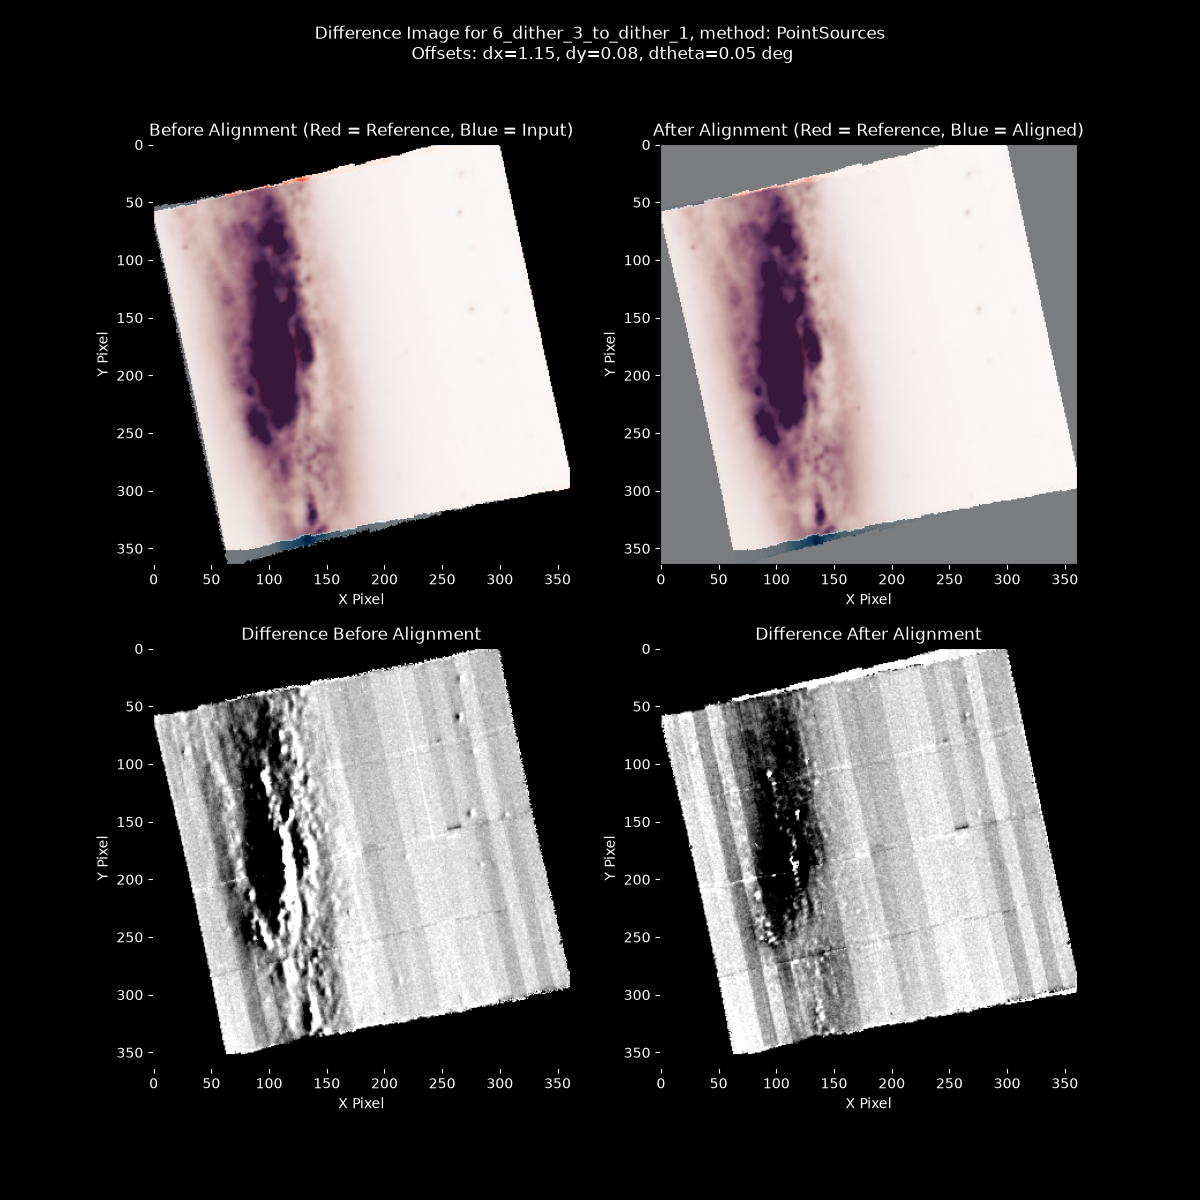 Difference Image for 6_dither_3_to_dither_1, method: PointSources
Offsets: dx=1.15, dy=0.08, dtheta=0.05 deg
Before Alignment (Red = Reference, Blue = Input)
0
50
100
150
200
250
300
350
Y Pixel
0 50 100 150 200 250 300 350
X Pixel
After Alignment (Red = Reference, Blue = Aligned)
0
50
100
150
200
250
300
350
Y Pixel
0 50 100 150 200 250 300 350
X Pixel
Difference Before Alignment
0
50
100
150
200
250
300
350
Y Pixel
0 50 100 150 200 250 300 350
X Pixel
Difference After Alignment
0
50
100
150
200
250
300
350
Y Pixel
0 50 100 150 200 250 300 350
X Pixel